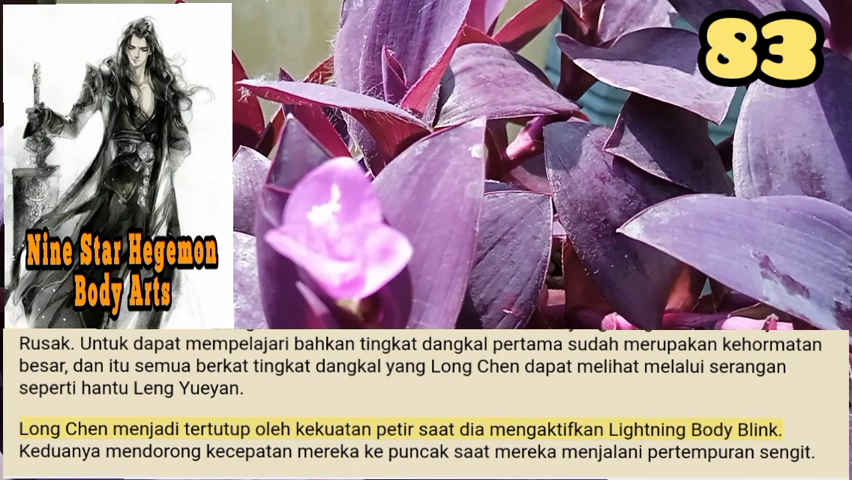 83
Nine Star Hegemon
Body Arts
Rusak. Untuk dapat mempelajari bahkan tingkat dangkal pertama sudah merupakan kehormatan
besar, dan itu semua berkat tingkat dangkal yang Long Chen dapat melihat melalui serangan
seperti hantu Leng Yueyan.
Long Chen menjadi tertutup oleh kekuatan petir saat dia mengaktifkan Lightning Body Blink.
Keduanya mendorong kecepatan mereka ke puncak saat mereka menjalani pertempuran sengit.